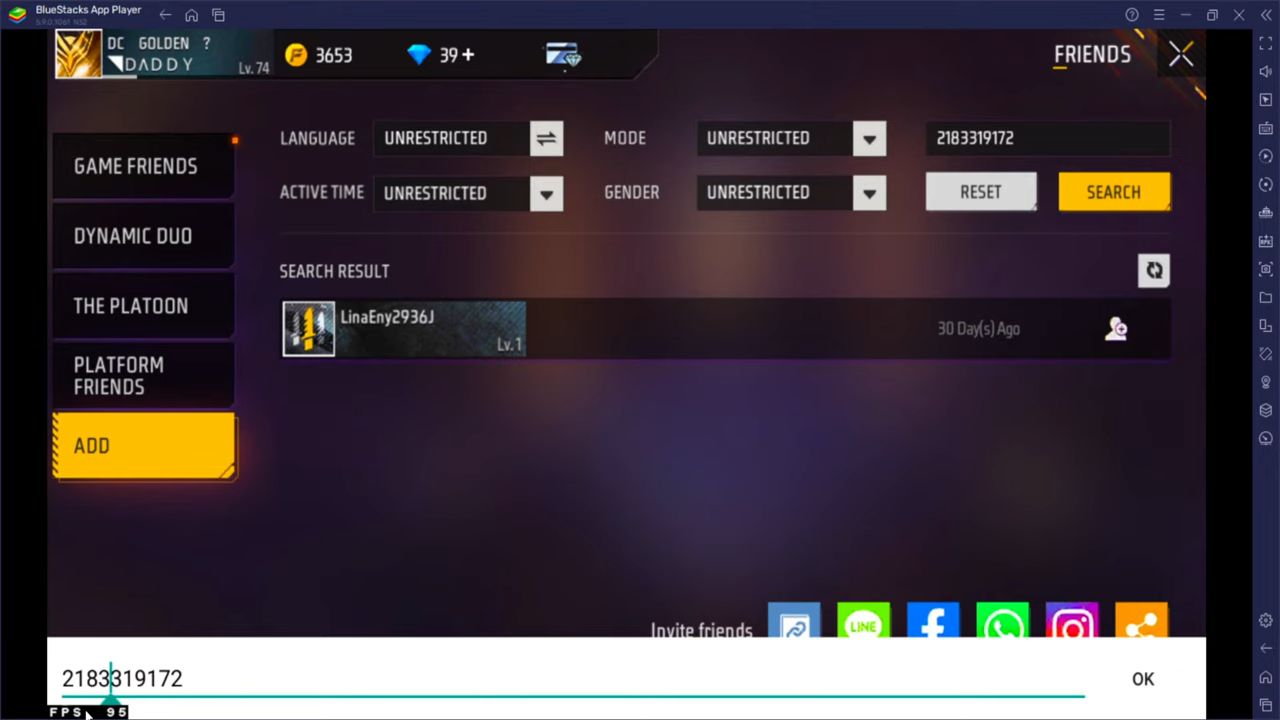 BlueStacks App Player
5.9.0.1061 N32
DC GOLDEN ?
DADDY
Lv. 74
3653
39 +
FRIENDS
LANGUAGE
UNRESTRICTED
MODE
UNRESTRICTED
2183319172
ACTIVE TIME
UNRESTRICTED
GENDER
UNRESTRICTED
RESET
SEARCH
GAME FRIENDS
DYNAMIC DUO
THE PLATOON
PLATFORM
FRIENDS
ADD
SEARCH RESULT
LinaEny2936J
Lv. 1
30 Day(s) Ago
Invite friends
LINE
2183319172
OK
FPS 95